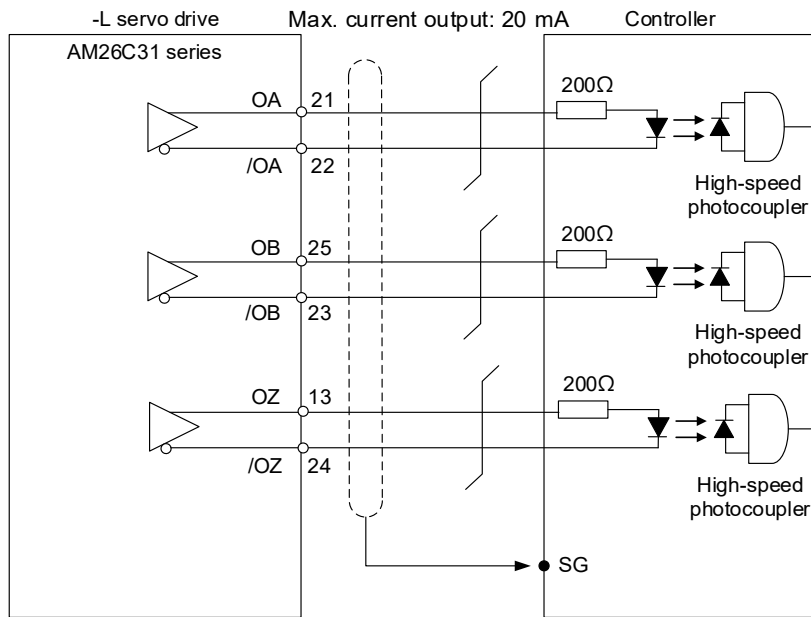 -L servo drive
Max. current output: 20 mA
Controller
AM26C31 series
OA
21
200Ω
/OA
22
High-speed
photocoupler
OB
25
200Ω
/OB
23
High-speed
photocoupler
OZ
13
200Ω
/OZ
24
High-speed
photocoupler
SG